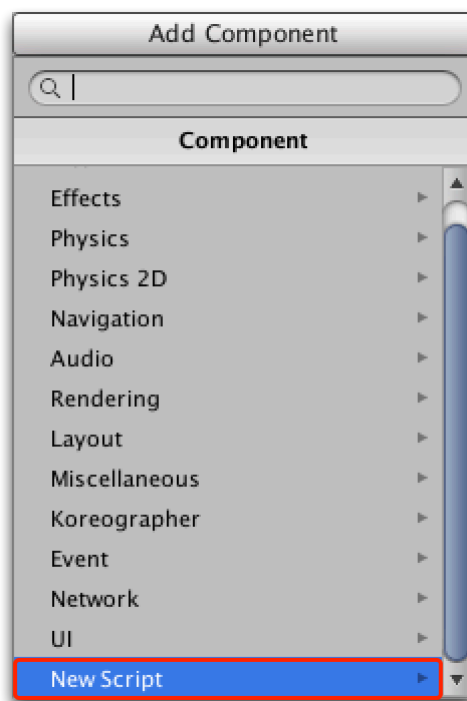 Add Component
Component
Effects
Physics
Physics 2D
Navigation
Audio
Rendering
Layout
Miscellaneous
Koreographer
Event
Network
UI
New Script